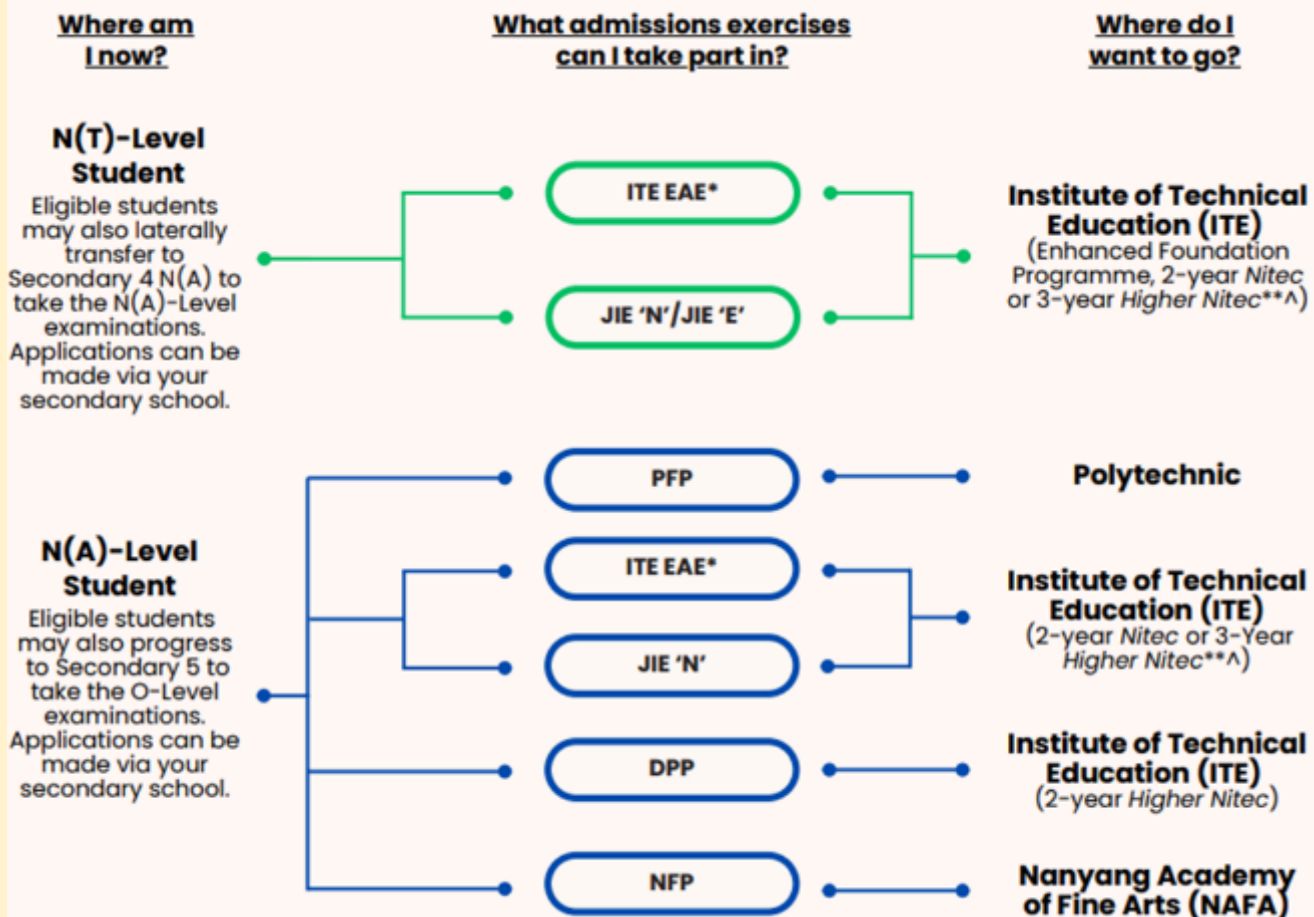 Where am
I now?
What admissions exercises
can I take part in?
Where do I
want to go?
N(T)-Level
Student
Eligible students
may also laterally
transfer to
Secondary 4 N(A) to
take the N(A)-Level
examinations.
Applications can be
made via your
secondary school.
ITE EAE*
JIE ‘N’/JIE ‘E’
Institute of Technical
Education (ITE)
(Enhanced Foundation
Programme, 2-year Nitec
or 3-year Higher Nitec**^)
N(A)-Level
Student
Eligible students
may also progress
to Secondary 5 to
take the O-Level
examinations.
Applications can be
made via your
secondary school.
PFP
Polytechnic
ITE EAE*
JIE ‘N’
Institute of Technical
Education (ITE)
(2-year Nitec or 3-Year
Higher Nitec**^)
DPP
Institute of Technical
Education (ITE)
(2-year Higher Nitec)
NFP
Nanyang Academy
of Fine Arts (NAFA)